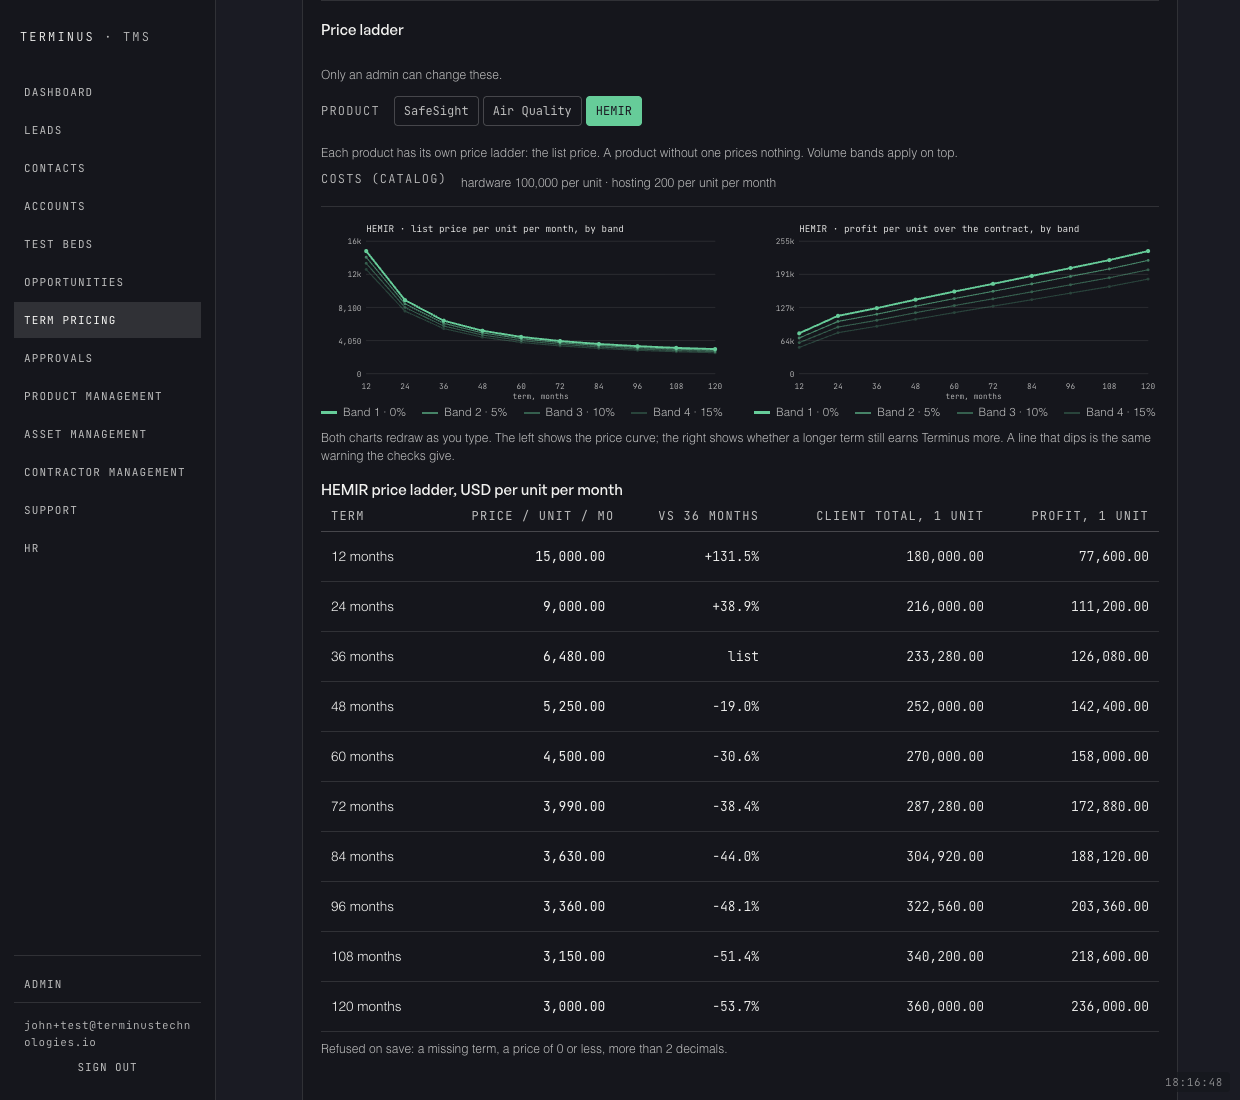 TERMINUS · TMS
DASHBOARD
LEADS
CONTACTS
ACCOUNTS
TEST BEDS
OPPORTUNITIES
TERM PRICING
APPROVALS
PRODUCT MANAGEMENT
ASSET MANAGEMENT
CONTRACTOR MANAGEMENT
SUPPORT
HR
ADMIN
john+test@terminustechn
ologies.io
SIGN OUT
Price ladder
Only an admin can change these.
PRODUCT SafeSight Air Quality HEMIR
Each product has its own price ladder: the list price. A product without one prices nothing. Volume bands apply on top.
COSTS (CATALOG) hardware 100,000 per unit · hosting 200 per unit per month
HEMIR · list price per unit per month, by band
16k
12k
8,100
4,050
0
12 24 36 48 60 72 84 96 108 120
term, months
Band 1 · 0% Band 2 · 5% Band 3 · 10% Band 4 · 15%
HEMIR · profit per unit over the contract, by band
255k
191k
127k
64k
0
12 24 36 48 60 72 84 96 108 120
term, months
Band 1 · 0% Band 2 · 5% Band 3 · 10% Band 4 · 15%
Both charts redraw as you type. The left shows the price curve; the right shows whether a longer term still earns Terminus more. A line that dips is the same
warning the checks give.
HEMIR price ladder, USD per unit per month
TERM PRICE / UNIT / MO VS 36 MONTHS CLIENT TOTAL, 1 UNIT PROFIT, 1 UNIT
12 months 15,000.00 +131.5% 180,000.00 77,600.00
24 months 9,000.00 +38.9% 216,000.00 111,200.00
36 months 6,480.00 list 233,280.00 126,080.00
48 months 5,250.00 -19.0% 252,000.00 142,400.00
60 months 4,500.00 -30.6% 270,000.00 158,000.00
72 months 3,990.00 -38.4% 287,280.00 172,880.00
84 months 3,630.00 -44.0% 304,920.00 188,120.00
96 months 3,360.00 -48.1% 322,560.00 203,360.00
108 months 3,150.00 -51.4% 340,200.00 218,600.00
120 months 3,000.00 -53.7% 360,000.00 236,000.00
Refused on save: a missing term, a price of 0 or less, more than 2 decimals.
18:16:48